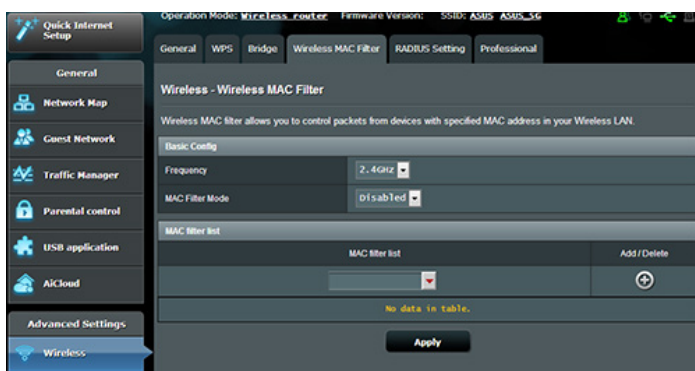 Quick Internet
Setup
Operation Mode: Wireless router Firmware Version: SSID: ASUS ASUS_5G
General WPS Bridge Wireless MAC Filter RADIUS Setting Professional
General
Network Map
Guest Network
Traffic Manager
Parental control
USB application
AiCloud
Advanced Settings
Wireless
Wireless - Wireless MAC Filter
Wireless MAC filter allows you to control packets from devices with specified MAC address in your Wireless LAN.
Basic Config
Frequency 2.4GHz
MAC Filter Mode Disabled
MAC filter list
MAC filter list Add / Delete
No data in table.
Apply